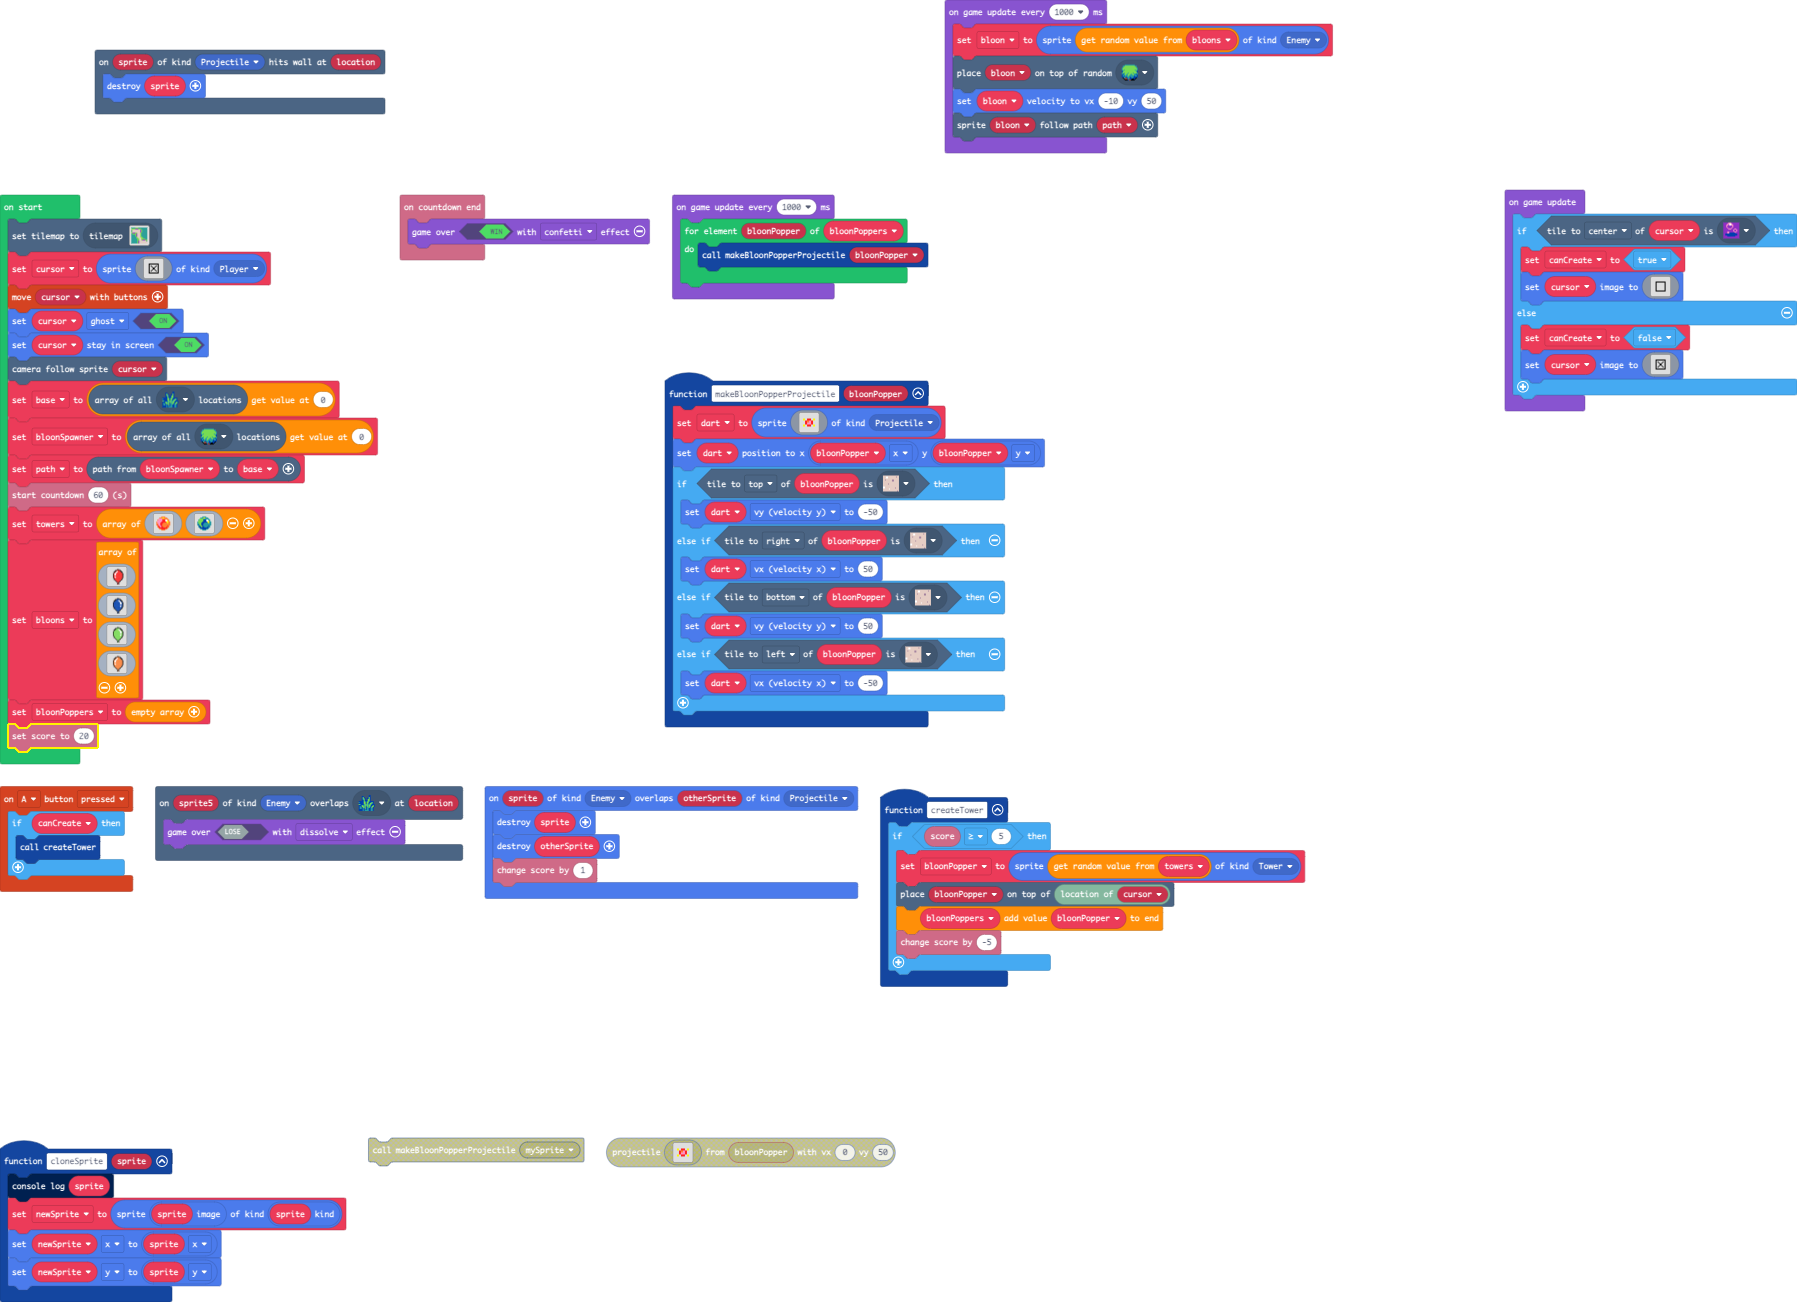 on game update every 1000 ms
set bloon to sprite get random value from bloons of kind Enemy
place bloon on top of random
set bloon velocity to vx -10 vy 50
sprite bloon follow path path
on sprite of kind Projectile hits wall at location
destroy sprite
on start
set tilemap to tilemap
set cursor to sprite of kind Player
move cursor with buttons
set cursor ghost ON
set cursor stay in screen ON
camera follow sprite cursor
set base to array of all locations get value at 0
set bloonSpawner to array of all locations get value at 0
set path to path from bloonSpawner to base
start countdown 60 (s)
set towers to array of
array of
set bloons to
set bloonPoppers to empty array
set score to 20
on countdown end
game over WIN with confetti effect
on game update every 1000 ms
for element bloonPopper of bloonPoppers
do
call makeBloonPopperProjectile bloonPopper
on game update
if tile to center of cursor is then
set canCreate to true
set cursor image to
else
set canCreate to false
set cursor image to
function makeBloonPopperProjectile bloonPopper
set dart to sprite of kind Projectile
set dart position to x bloonPopper x y bloonPopper y
if tile to top of bloonPopper is then
set dart vy (velocity y) to -50
else if tile to right of bloonPopper is then
set dart vx (velocity x) to 50
else if tile to bottom of bloonPopper is then
set dart vy (velocity y) to 50
else if tile to left of bloonPopper is then
set dart vx (velocity x) to -50
on A button pressed
if canCreate then
call createTower
on sprite5 of kind Enemy overlaps at location
game over LOSE with dissolve effect
on sprite of kind Enemy overlaps otherSprite of kind Projectile
destroy sprite
destroy otherSprite
change score by 1
function createTower
if score ≥ 5 then
set bloonPopper to sprite get random value from towers of kind Tower
place bloonPopper on top of location of cursor
bloonPoppers add value bloonPopper to end
change score by -5
function cloneSprite sprite
console log sprite
set newSprite to sprite sprite image of kind sprite kind
set newSprite x to sprite x
set newSprite y to sprite y
call makeBloonPopperProjectile mySprite
projectile from bloonPopper with vx 0 vy 50